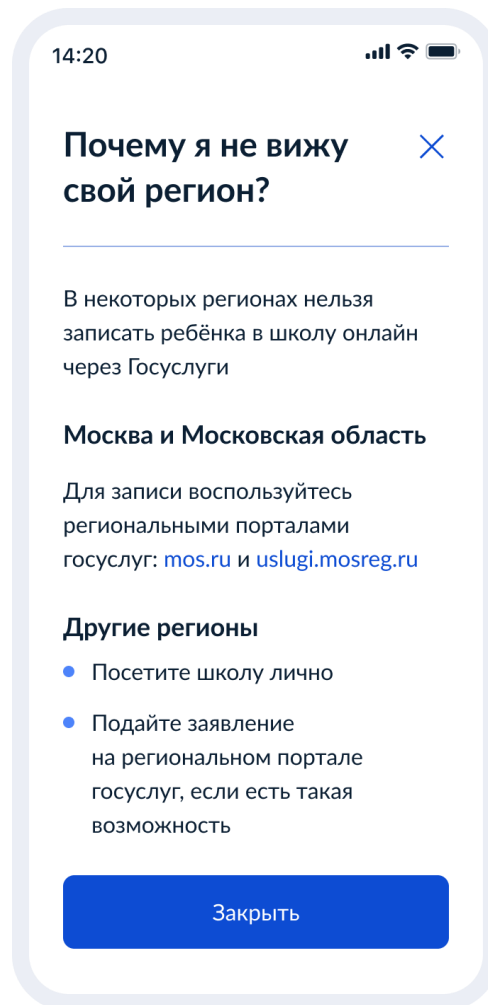 14:20
Почему я не вижу
свой регион?
В некоторых регионах нельзя
записать ребёнка в школу онлайн
через Госуслуги
Москва и Московская область
Для записи воспользуйтесь
региональными порталами
госуслуг: mos.ru и uslugi.mosreg.ru
Другие регионы
Посетите школу лично
Подайте заявление
на региональном портале
госуслуг, если есть такая
возможность
Закрыть